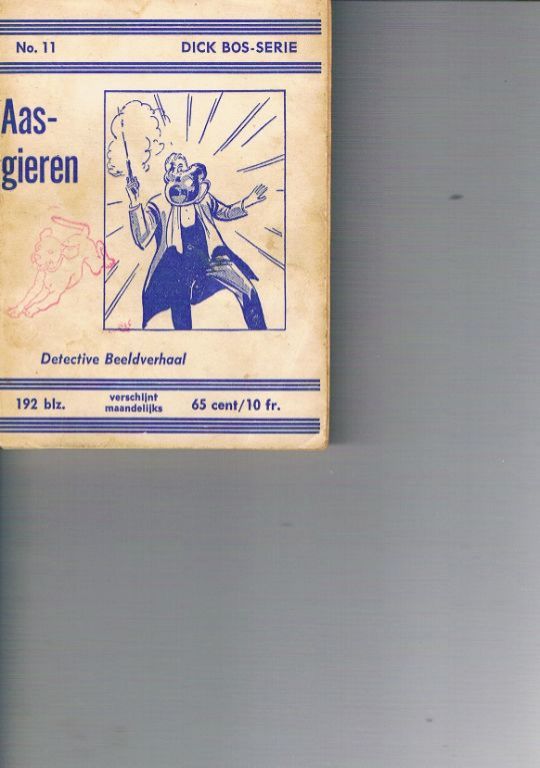 No. 11 DICK BOS-SERIE
Aas-
gieren
Detective Beeldverhaal
192 blz. verschijnt maandelijks 65 cent/10 fr.